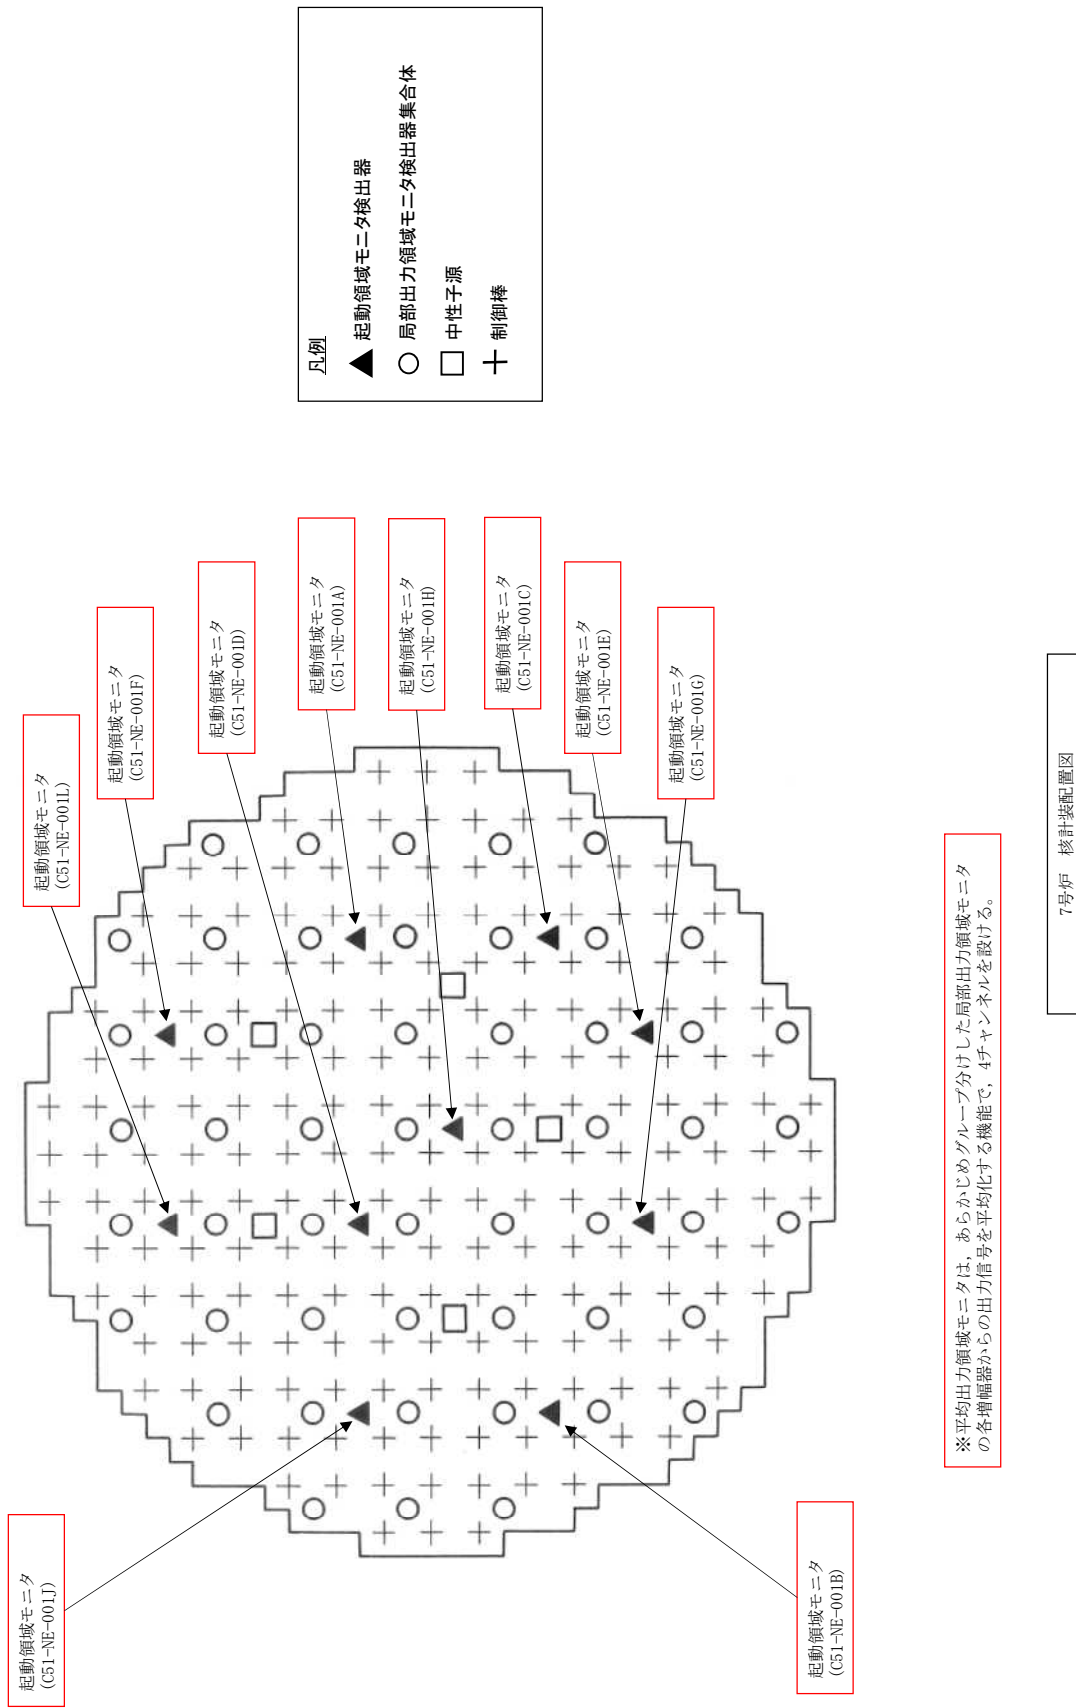 起動領域モニタ
(C51-NE-001J)
起動領域モニタ
(C51-NE-001B)
起動領域モニタ
(C51-NE-001L)
起動領域モニタ
(C51-NE-001F)
起動領域モニタ
(C51-NE-001D)
起動領域モニタ
(C51-NE-001A)
起動領域モニタ
(C51-NE-001H)
起動領域モニタ
(C51-NE-001C)
起動領域モニタ
(C51-NE-001E)
起動領域モニタ
(C51-NE-001G)
凡例
起動領域モニタ検出器
局部出力領域モニタ検出器集合体
中性子源
制御棒
※平均出力領域モニタは，あらかじめグループ分けした局部出力領域モニタ
の各増幅器からの出力信号を平均化する機能で，4チャンネルを設ける。
7号炉　核計装配置図